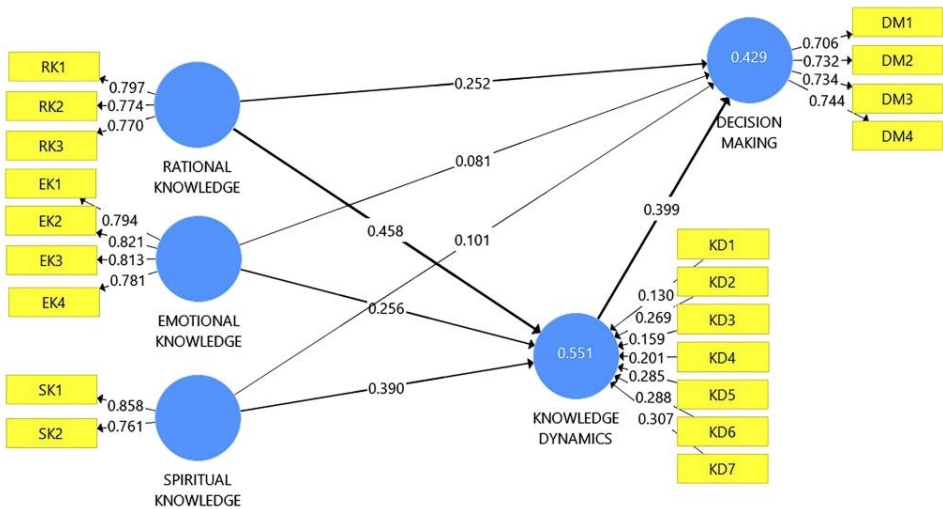 RK1
RK2
RK3
0.797
0.774
0.770
RATIONAL
KNOWLEDGE
EK1
EK2
EK3
EK4
0.794
0.821
0.813
0.781
EMOTIONAL
KNOWLEDGE
SK1
SK2
0.858
0.761
SPIRITUAL
KNOWLEDGE
0.252
0.081
0.101
0.458
0.256
0.390
0.399
0.429
DECISION
MAKING
0.706
0.732
0.734
0.744
DM1
DM2
DM3
DM4
0.551
KNOWLEDGE
DYNAMICS
0.130
0.269
0.159
0.201
0.285
0.288
0.307
KD1
KD2
KD3
KD4
KD5
KD6
KD7